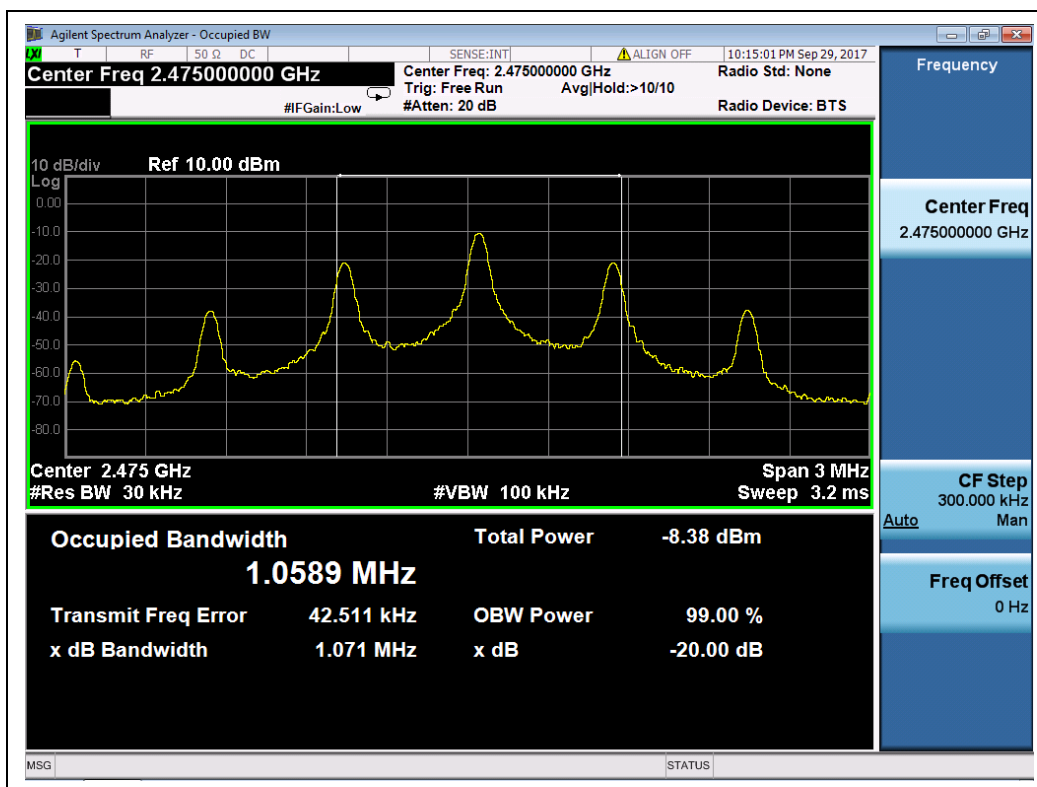 Agilent Spectrum Analyzer - Occupied BW
LXI T RF 50 Ω DC SENSE:INT ALIGN OFF 10:15:01 PM Sep 29, 2017
Center Freq 2.475000000 GHz Center Freq: 2.475000000 GHz Radio Std: None
Trig: Free Run Avg|Hold:>10/10
#IFGain:Low #Atten: 20 dB Radio Device: BTS
10 dB/div Ref 10.00 dBm
Log
0.00
-10.0
-20.0
-30.0
-40.0
-50.0
-60.0
-70.0
-80.0
Center 2.475 GHz Span 3 MHz
#Res BW 30 kHz #VBW 100 kHz Sweep 3.2 ms
Occupied Bandwidth Total Power -8.38 dBm
1.0589 MHz
Transmit Freq Error 42.511 kHz OBW Power 99.00 %
x dB Bandwidth 1.071 MHz x dB -20.00 dB
MSG STATUS
Frequency
Center Freq
2.475000000 GHz
CF Step
300.000 kHz
Auto Man
Freq Offset
0 Hz